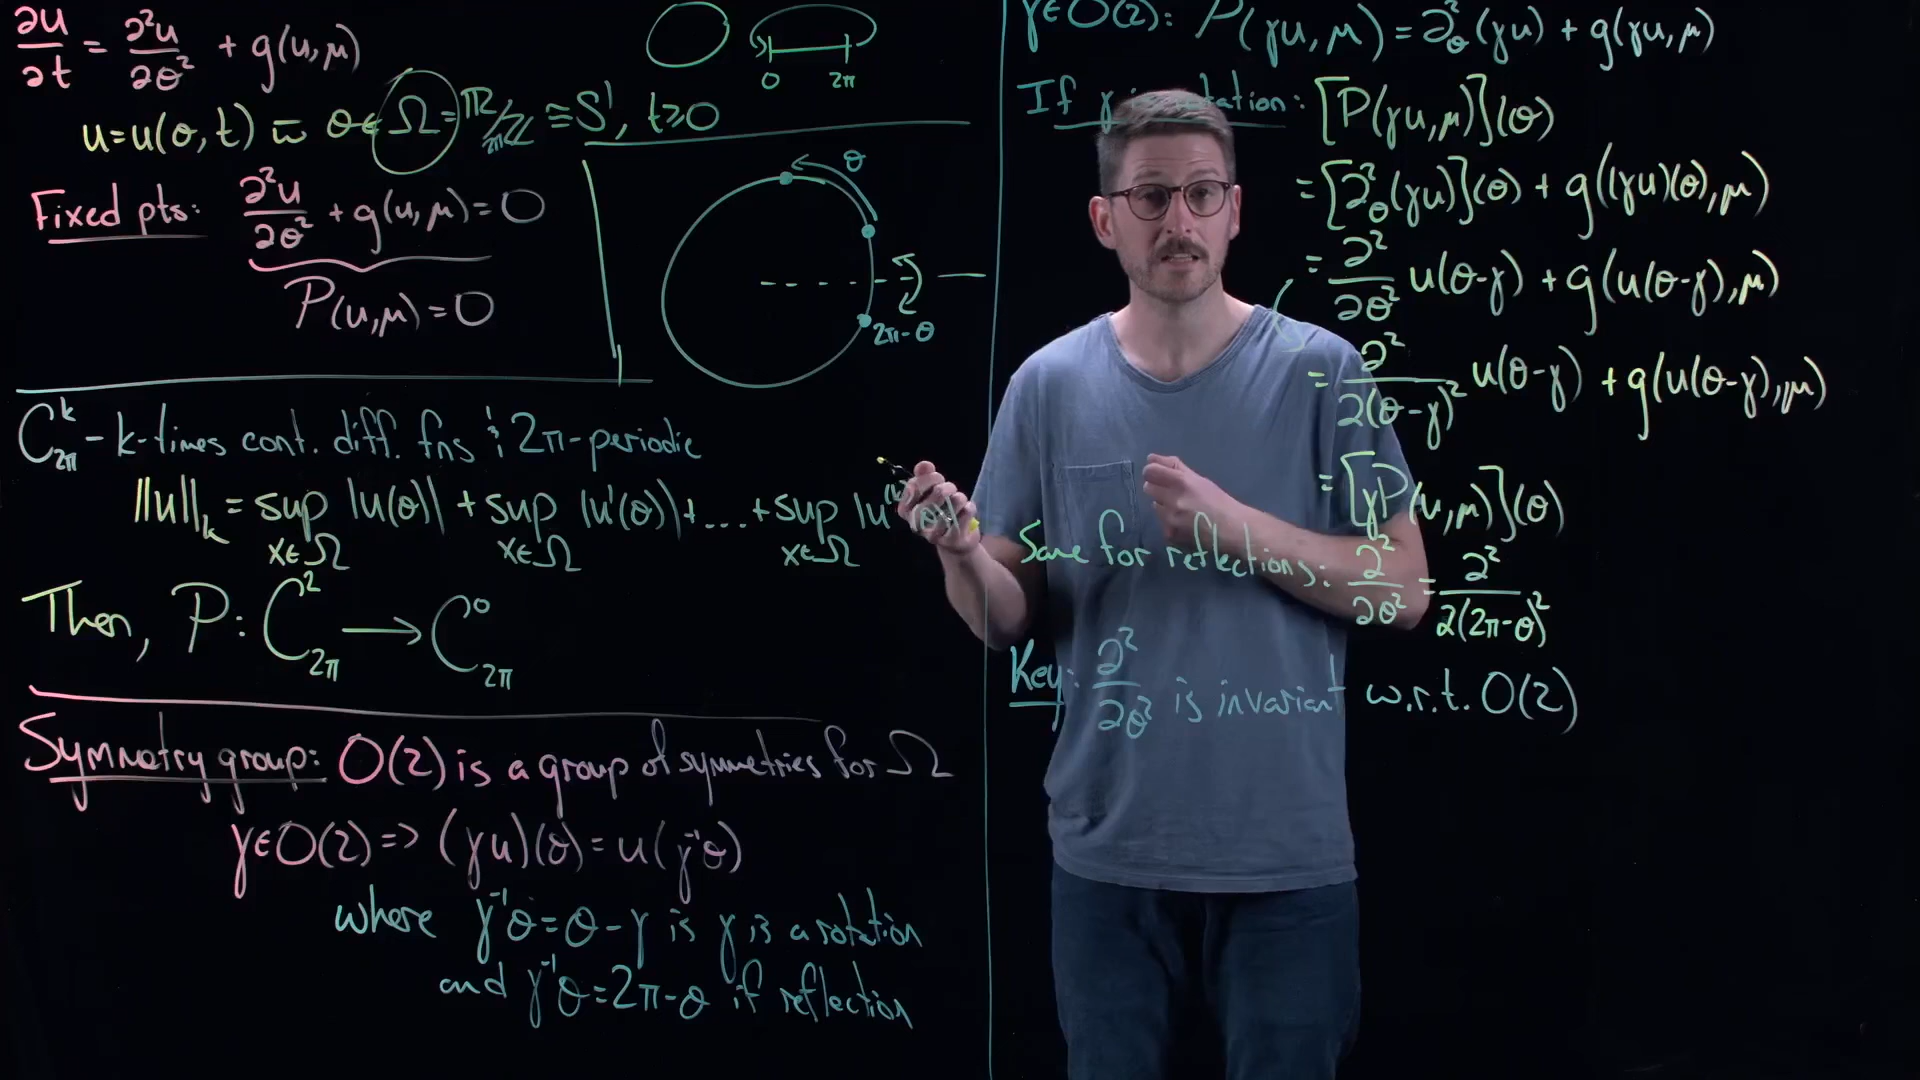 ∂u/∂t = ∂²u/∂θ² + g(u,μ)
u=u(θ,t) w θ∈Ω=ℝ/2πℤ ≅ S¹, t≥0
0 2π
Fixed pts: ∂²u/∂θ² + g(u,μ)=0
P(u,μ)=0
θ
2π-θ
C^k_2π - k-times cont. diff. fns & 2π-periodic
||u||_k = sup_{x∈Ω} |u(θ)| + sup_{x∈Ω} |u'(θ)| + ... + sup_{x∈Ω} |u^(k)(θ)|
Then, P: C²_2π → C⁰_2π
Symmetry group: O(2) is a group of symmetries for Ω
γ∈O(2) => (γu)(θ)=u(γ⁻¹θ)
where γ⁻¹θ=θ-γ is γ is a rotation
and γ⁻¹θ=2π-θ if reflection
γ∈O(2): P(γu,μ)=∂²_θ(γu)+g(γu,μ)
If γ is rotation: [P(γu,μ)](θ)
=[∂²_θ(γu)](θ)+g((γu)(θ),μ)
=∂²/∂θ² u(θ-γ)+g(u(θ-γ),μ)
=∂²/∂(θ-γ)² u(θ-γ)+g(u(θ-γ),μ)
=[γP(u,μ)](θ)
Same for reflections: ∂²/∂θ² = ∂²/∂(2π-θ)²
Key: ∂²/∂θ² is invariant w.r.t. O(2)